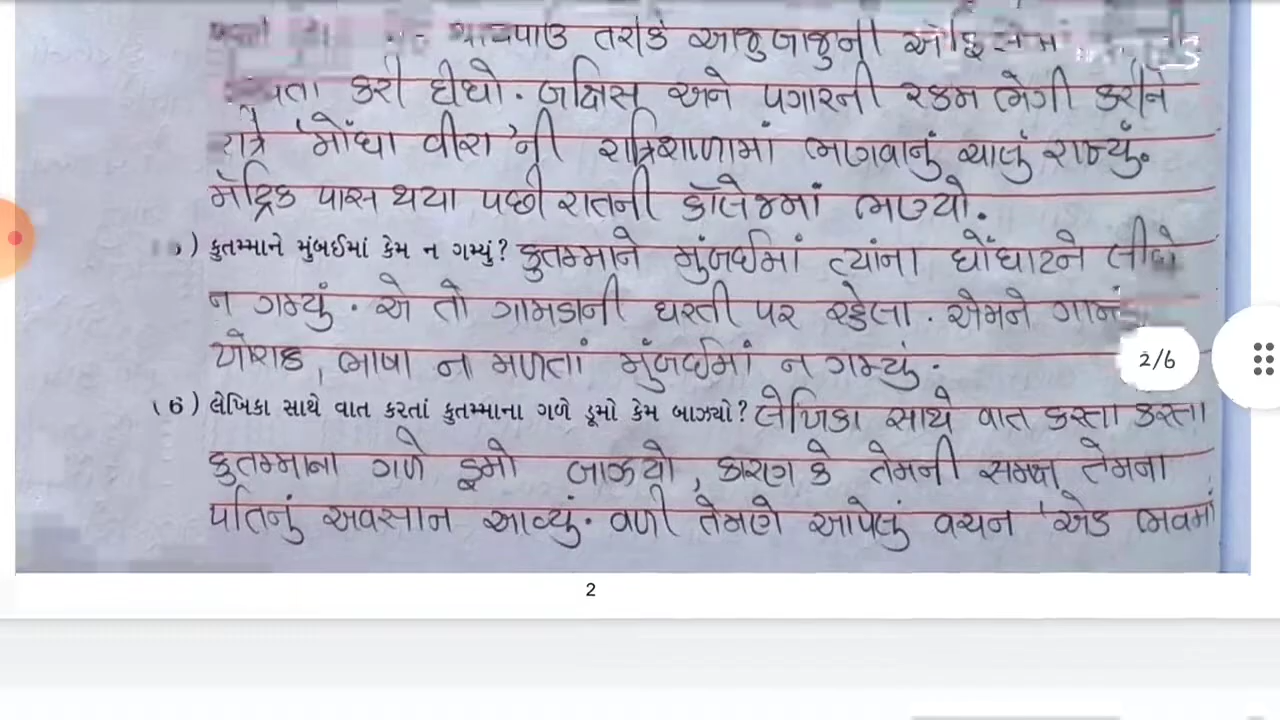 તરીકે આજુબાજુની
કરી દીધો. બક્ષિસ અને પગારની રકમ ભેગી કરીને
રાત્રે 'મોંઘા વીરા'ની રાત્રિશાળામાં ભણવાનું ચાલું રાખ્યું.
મૅટ્રિક પાસ થયા પછી રાતની કૉલેજમાં ભણ્યો.
) કુતમ્માને મુંબઈમાં કેમ ન ગમ્યું? કુતમ્માને મુંબઈમાં ત્યાંના ઘોંઘાટને લીધે
ન ગમ્યું. એ તો ગામડાની ધરતી પર રહેલા. એમને
ખોરાક, ભાષા ન મળતાં મુંબઈમાં ન ગમ્યું.
(6) લેખિકા સાથે વાત કરતાં કુતમ્માના ગળે ડૂમો કેમ બાઝ્યો? લેખિકા સાથે વાત કરતા કરતા
કુતમ્માના ગળે ડૂમો બાઝ્યો, કારણ કે તેમની સમક્ષ તેમના
પતિનું અવસાન આવ્યું. વળી તેમણે આપેલું વચન 'એક ભવમાં
2/6
2